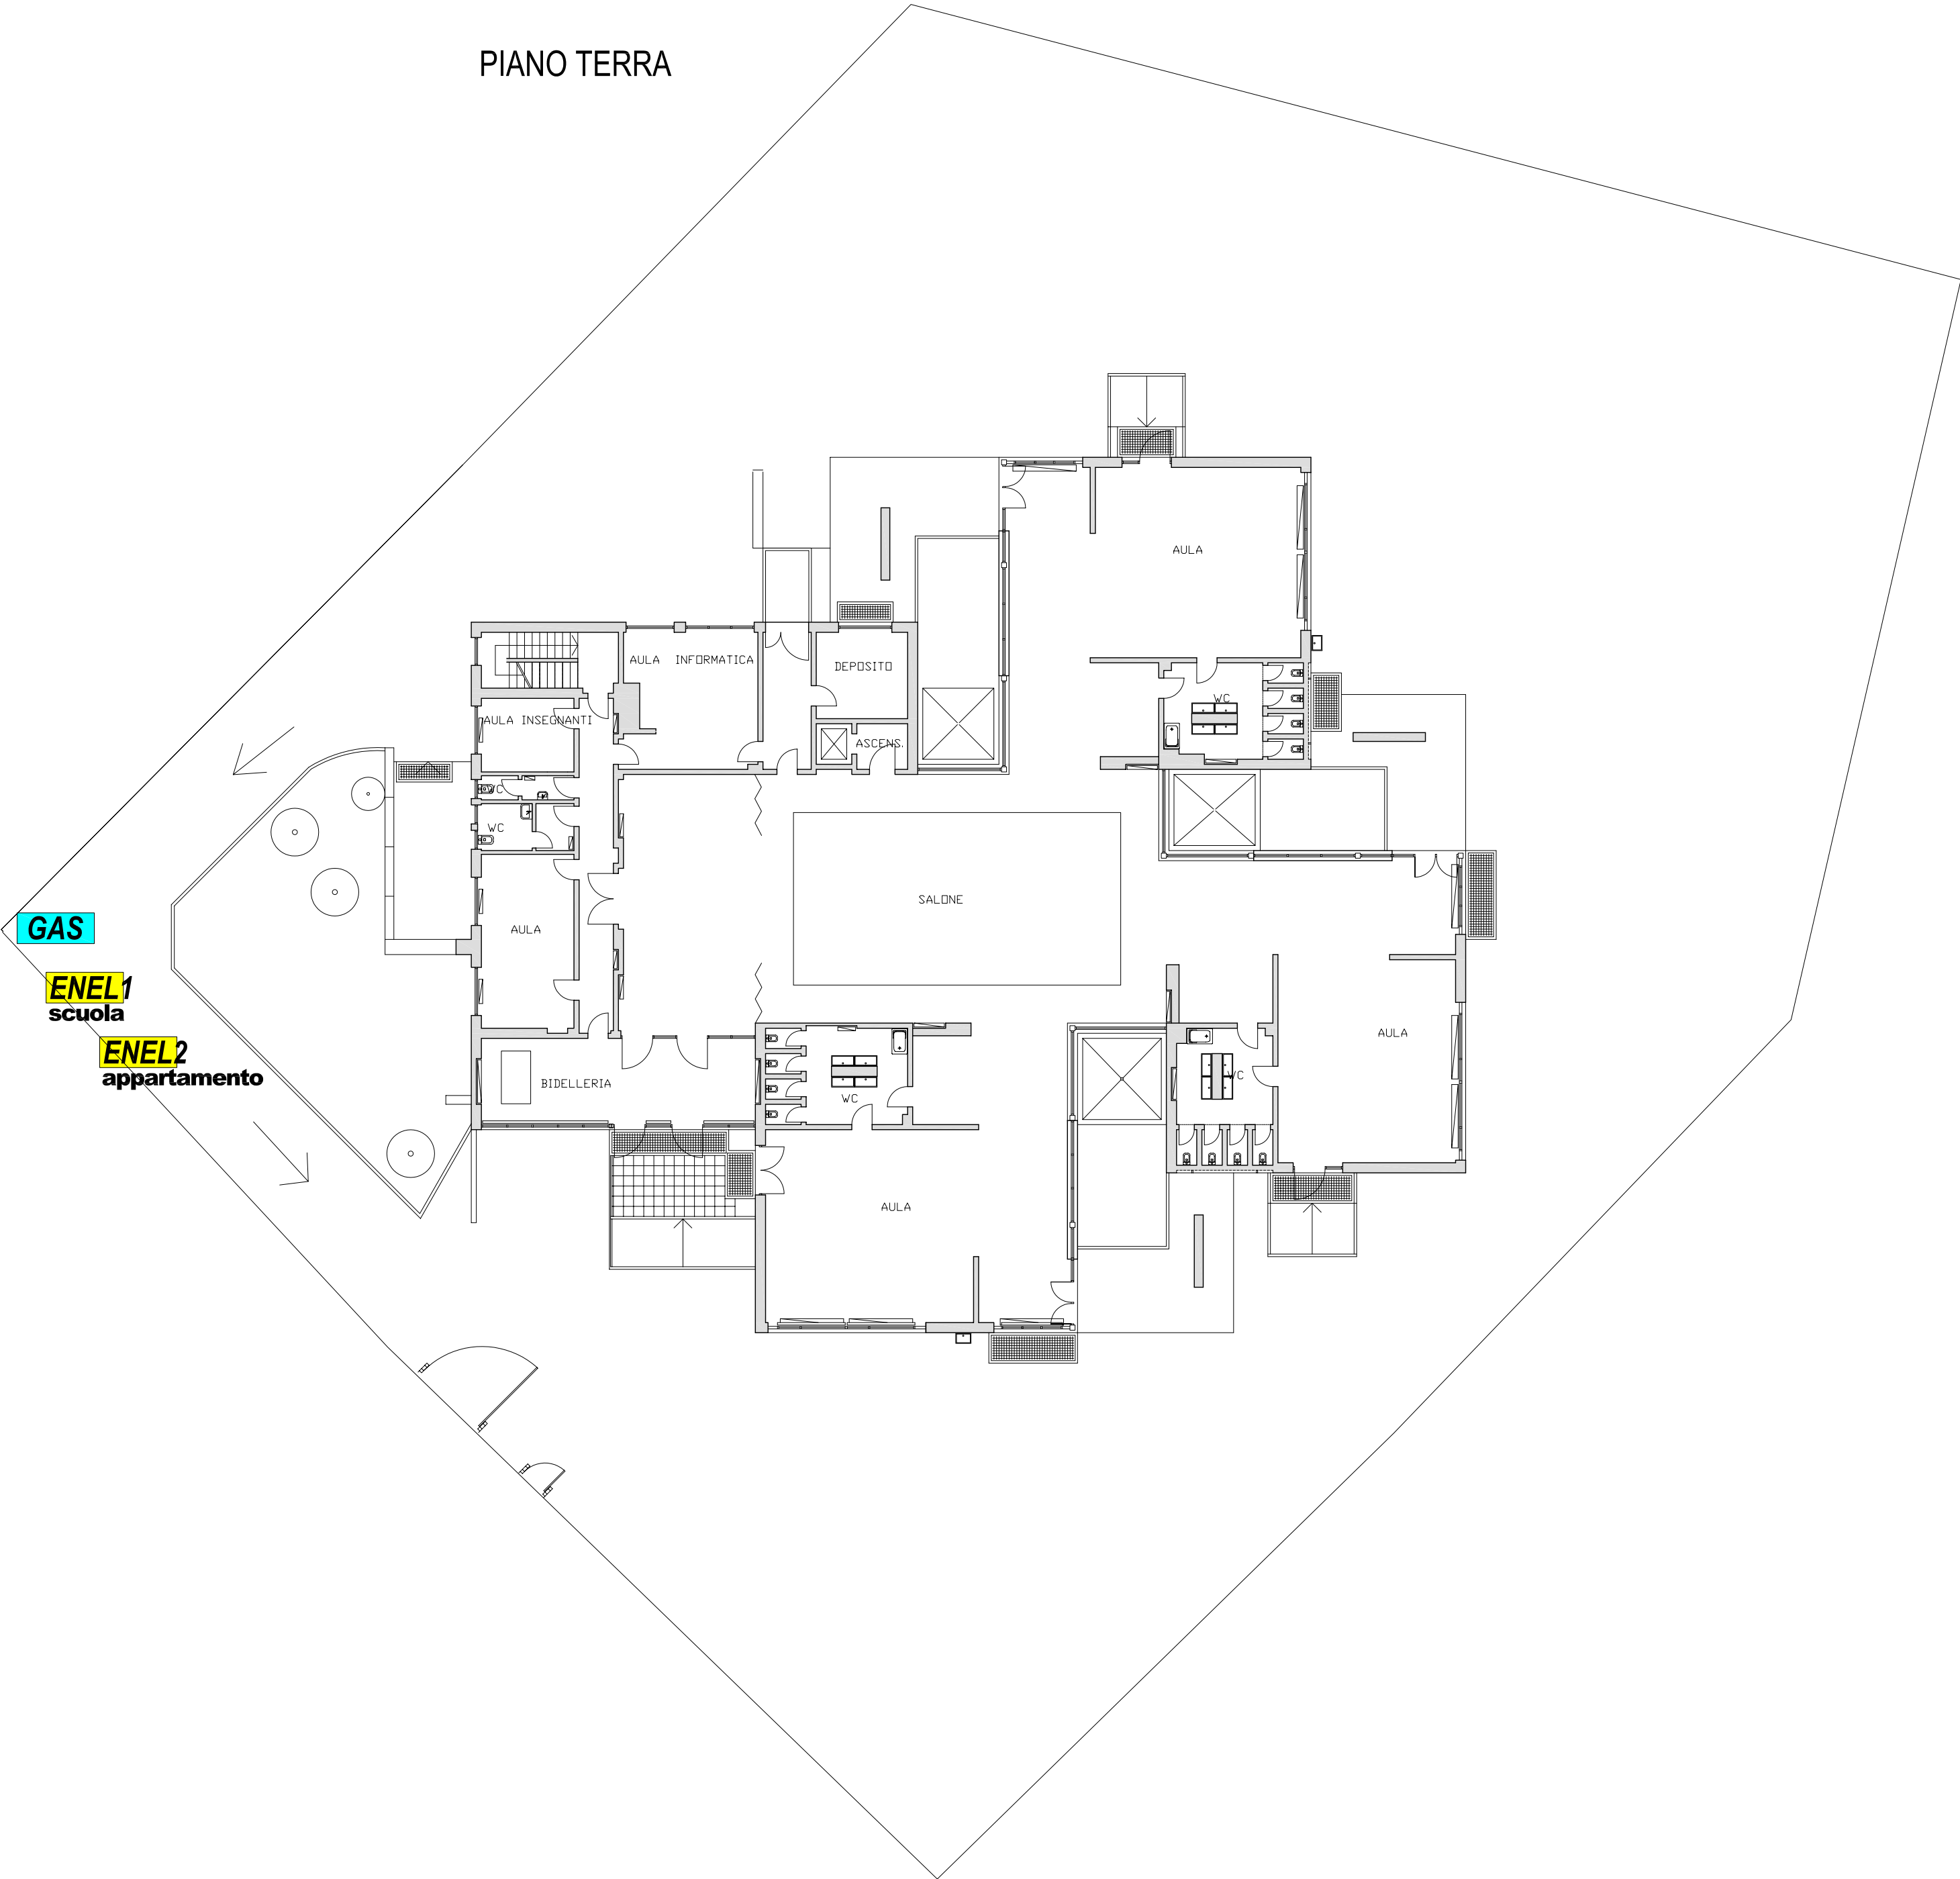 PIANO TERRA
AULA
AULA INFORMATICA
DEPOSITO
WC
AULA INSEGNANTI
ASCENS.
WC
WC
SALONE
AULA
GAS
ENEL1
scuola
AULA
ENEL2
appartamento
BIDELLERIA
WC
WC
AULA